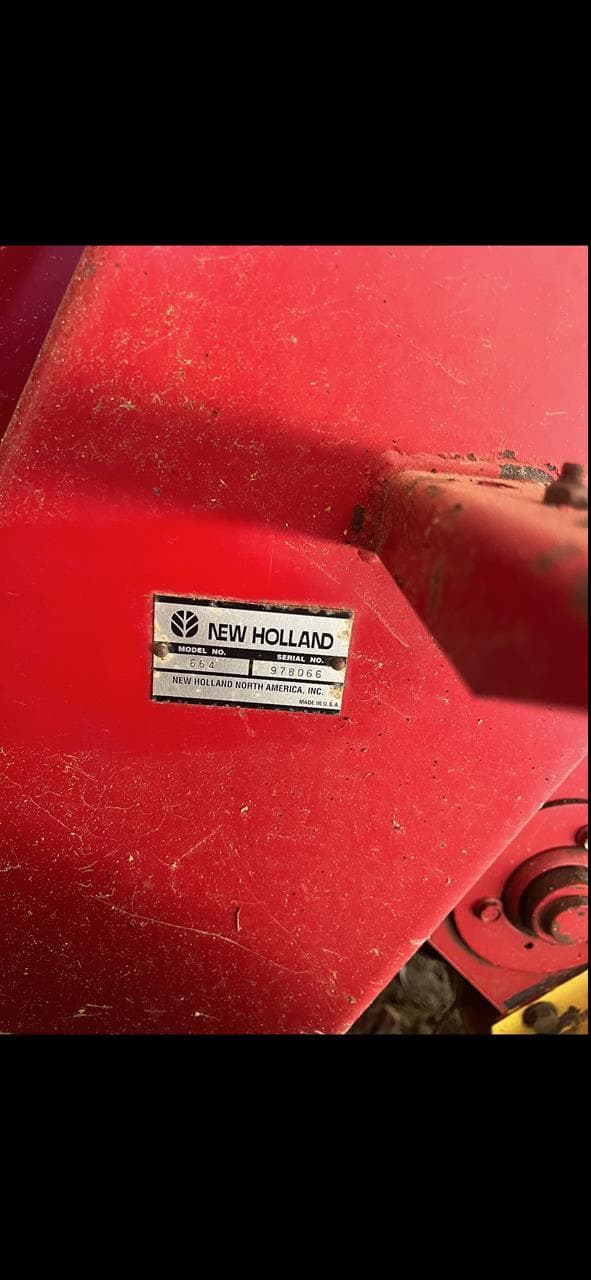 NEW HOLLAND
MODEL NO. SERIAL NO.
664 978066
NEW HOLLAND NORTH AMERICA, INC.
MADE IN U.S.A.